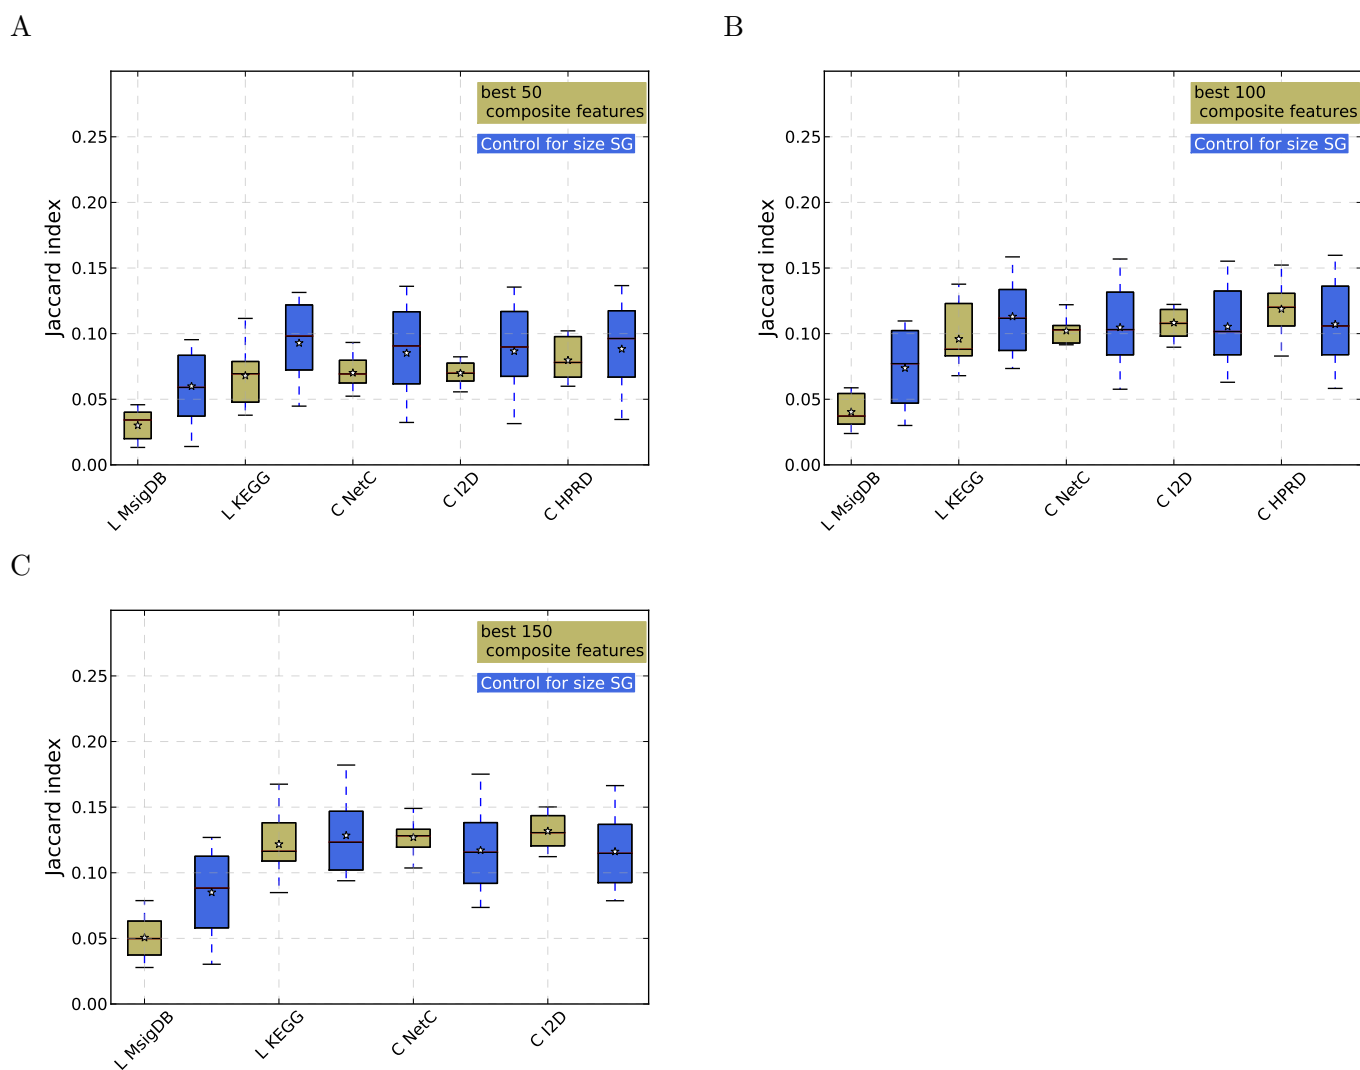 A
best 50
composite features
Control for size SG
Jaccard index
0.25
0.20
0.15
0.10
0.05
0.00
L MsigDB
L KEGG
C NetC
C I2D
C HPRD
B
best 100
composite features
Control for size SG
Jaccard index
0.25
0.20
0.15
0.10
0.05
0.00
L MsigDB
L KEGG
C NetC
C I2D
C HPRD
C
best 150
composite features
Control for size SG
Jaccard index
0.25
0.20
0.15
0.10
0.05
0.00
L MsigDB
L KEGG
C NetC
C I2D